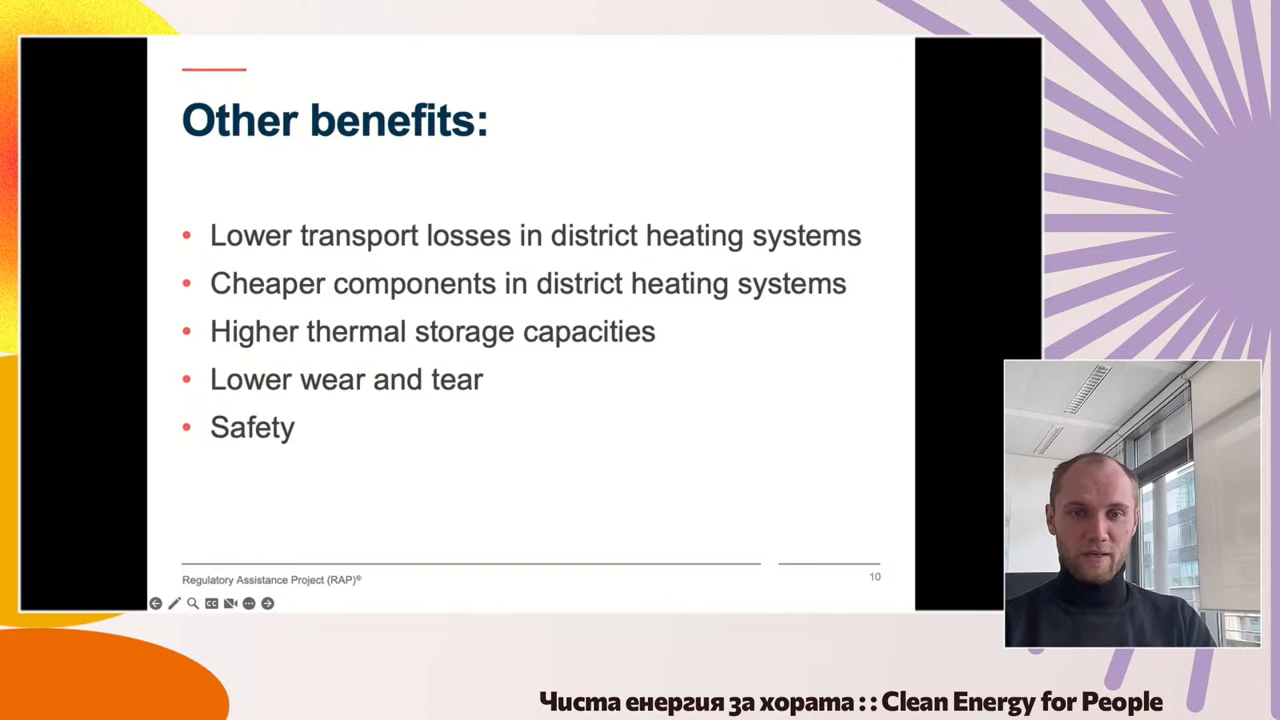 Other benefits:
• Lower transport losses in district heating systems
• Cheaper components in district heating systems
• Higher thermal storage capacities
• Lower wear and tear
• Safety
Regulatory Assistance Project (RAP)®
10
CC
Чиста енергия за хората :: Clean Energy for People